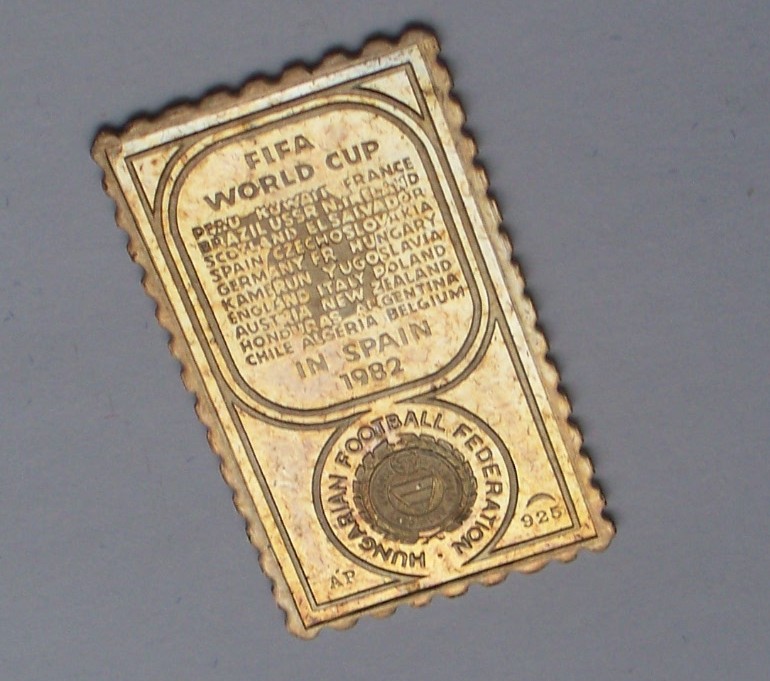 FIFA
WORLD CUP
PERU KUWAIT FRANCE
BRAZIL USSR N.IRELAND
SCOTLAND EL SALVADOR
SPAIN CZECHOSLOVAKIA
GERMANY FR HUNGARY
KAMERUN YUGOSLAVIA
ENGLAND ITALY POLAND
AUSTRIA NEW ZEALAND
HONDURAS ARGENTINA
CHILE ALGERIA BELGIUM
IN SPAIN
1982
HUNGARIAN FOOTBALL FEDERATION
AP
925